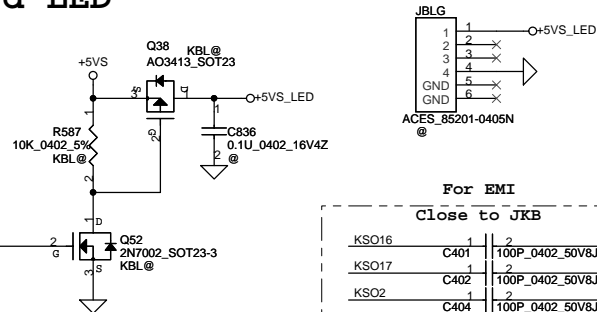 JBLG
1 1 +5VS_LED
2 2
3 3
4 4
GND 5
GND 6
ACES_85201-0405N
@
Q38 KBL@
AO3413_SOT23
+5VS
3 S D 1
G 2
+5VS_LED
1
R587
10K_0402_5%
KBL@
2
1
C836
0.1U_0402_16V4Z
2 @
1 D
2 G
Q52
2N7002_SOT23-3
KBL@
3 S
For EMI
Close to JKB
KSO16 1 2
C401 100P_0402_50V8J
KSO17 1 2
C402 100P_0402_50V8J
KSO2 1 2
C404 100P_0402_50V8J